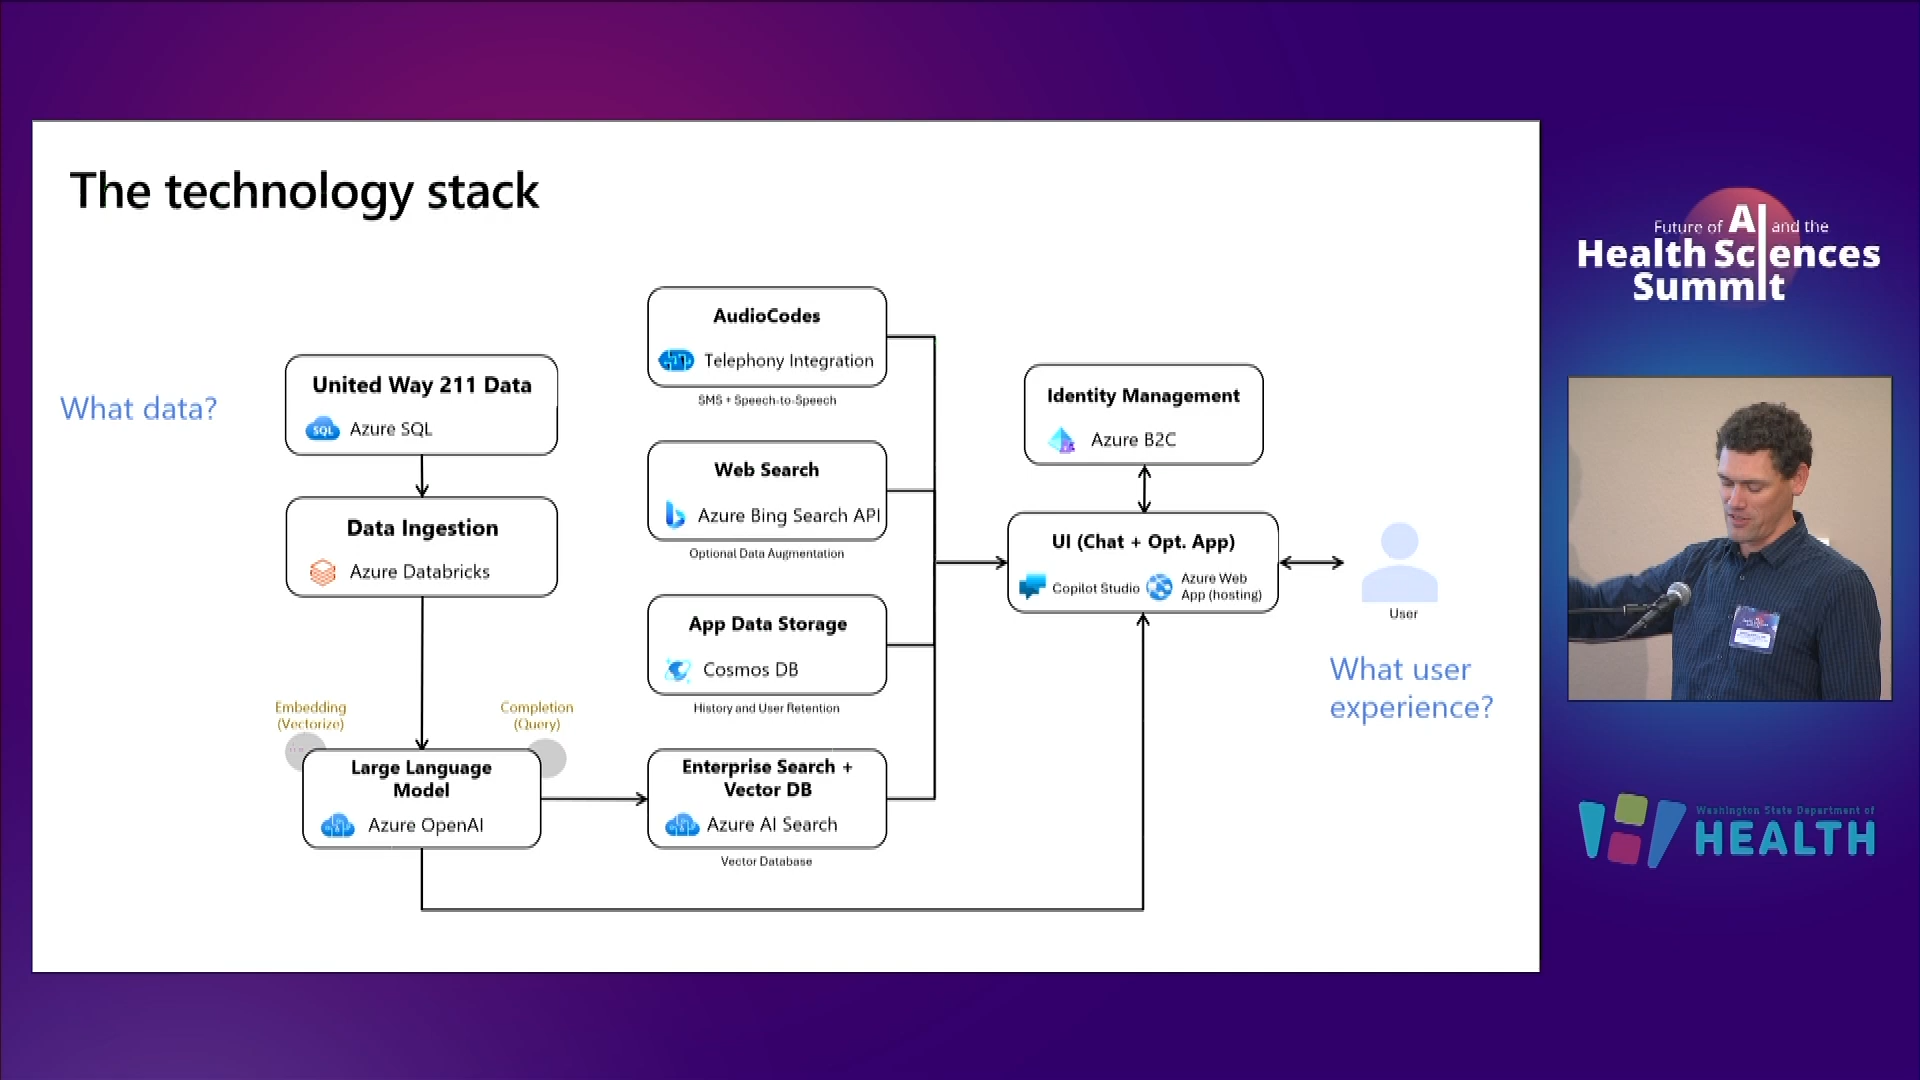 The technology stack
What data?
United Way 211 Data
SQL
Azure SQL
Data Ingestion
Azure Databricks
Embedding
(Vectorize)
Completion
(Query)
Large Language
Model
Azure OpenAI
AudioCodes
Telephony Integration
SMS + Speech-to-Speech
Web Search
Azure Bing Search API
Optional Data Augmentation
App Data Storage
Cosmos DB
History and User Retention
Enterprise Search +
Vector DB
Azure AI Search
Vector Database
Identity Management
Azure B2C
UI (Chat + Opt. App)
Copilot Studio
Azure Web
App (hosting)
User
What user
experience?
Future of AI and the
Health Sciences
Summit
Washington State Department of
HEALTH